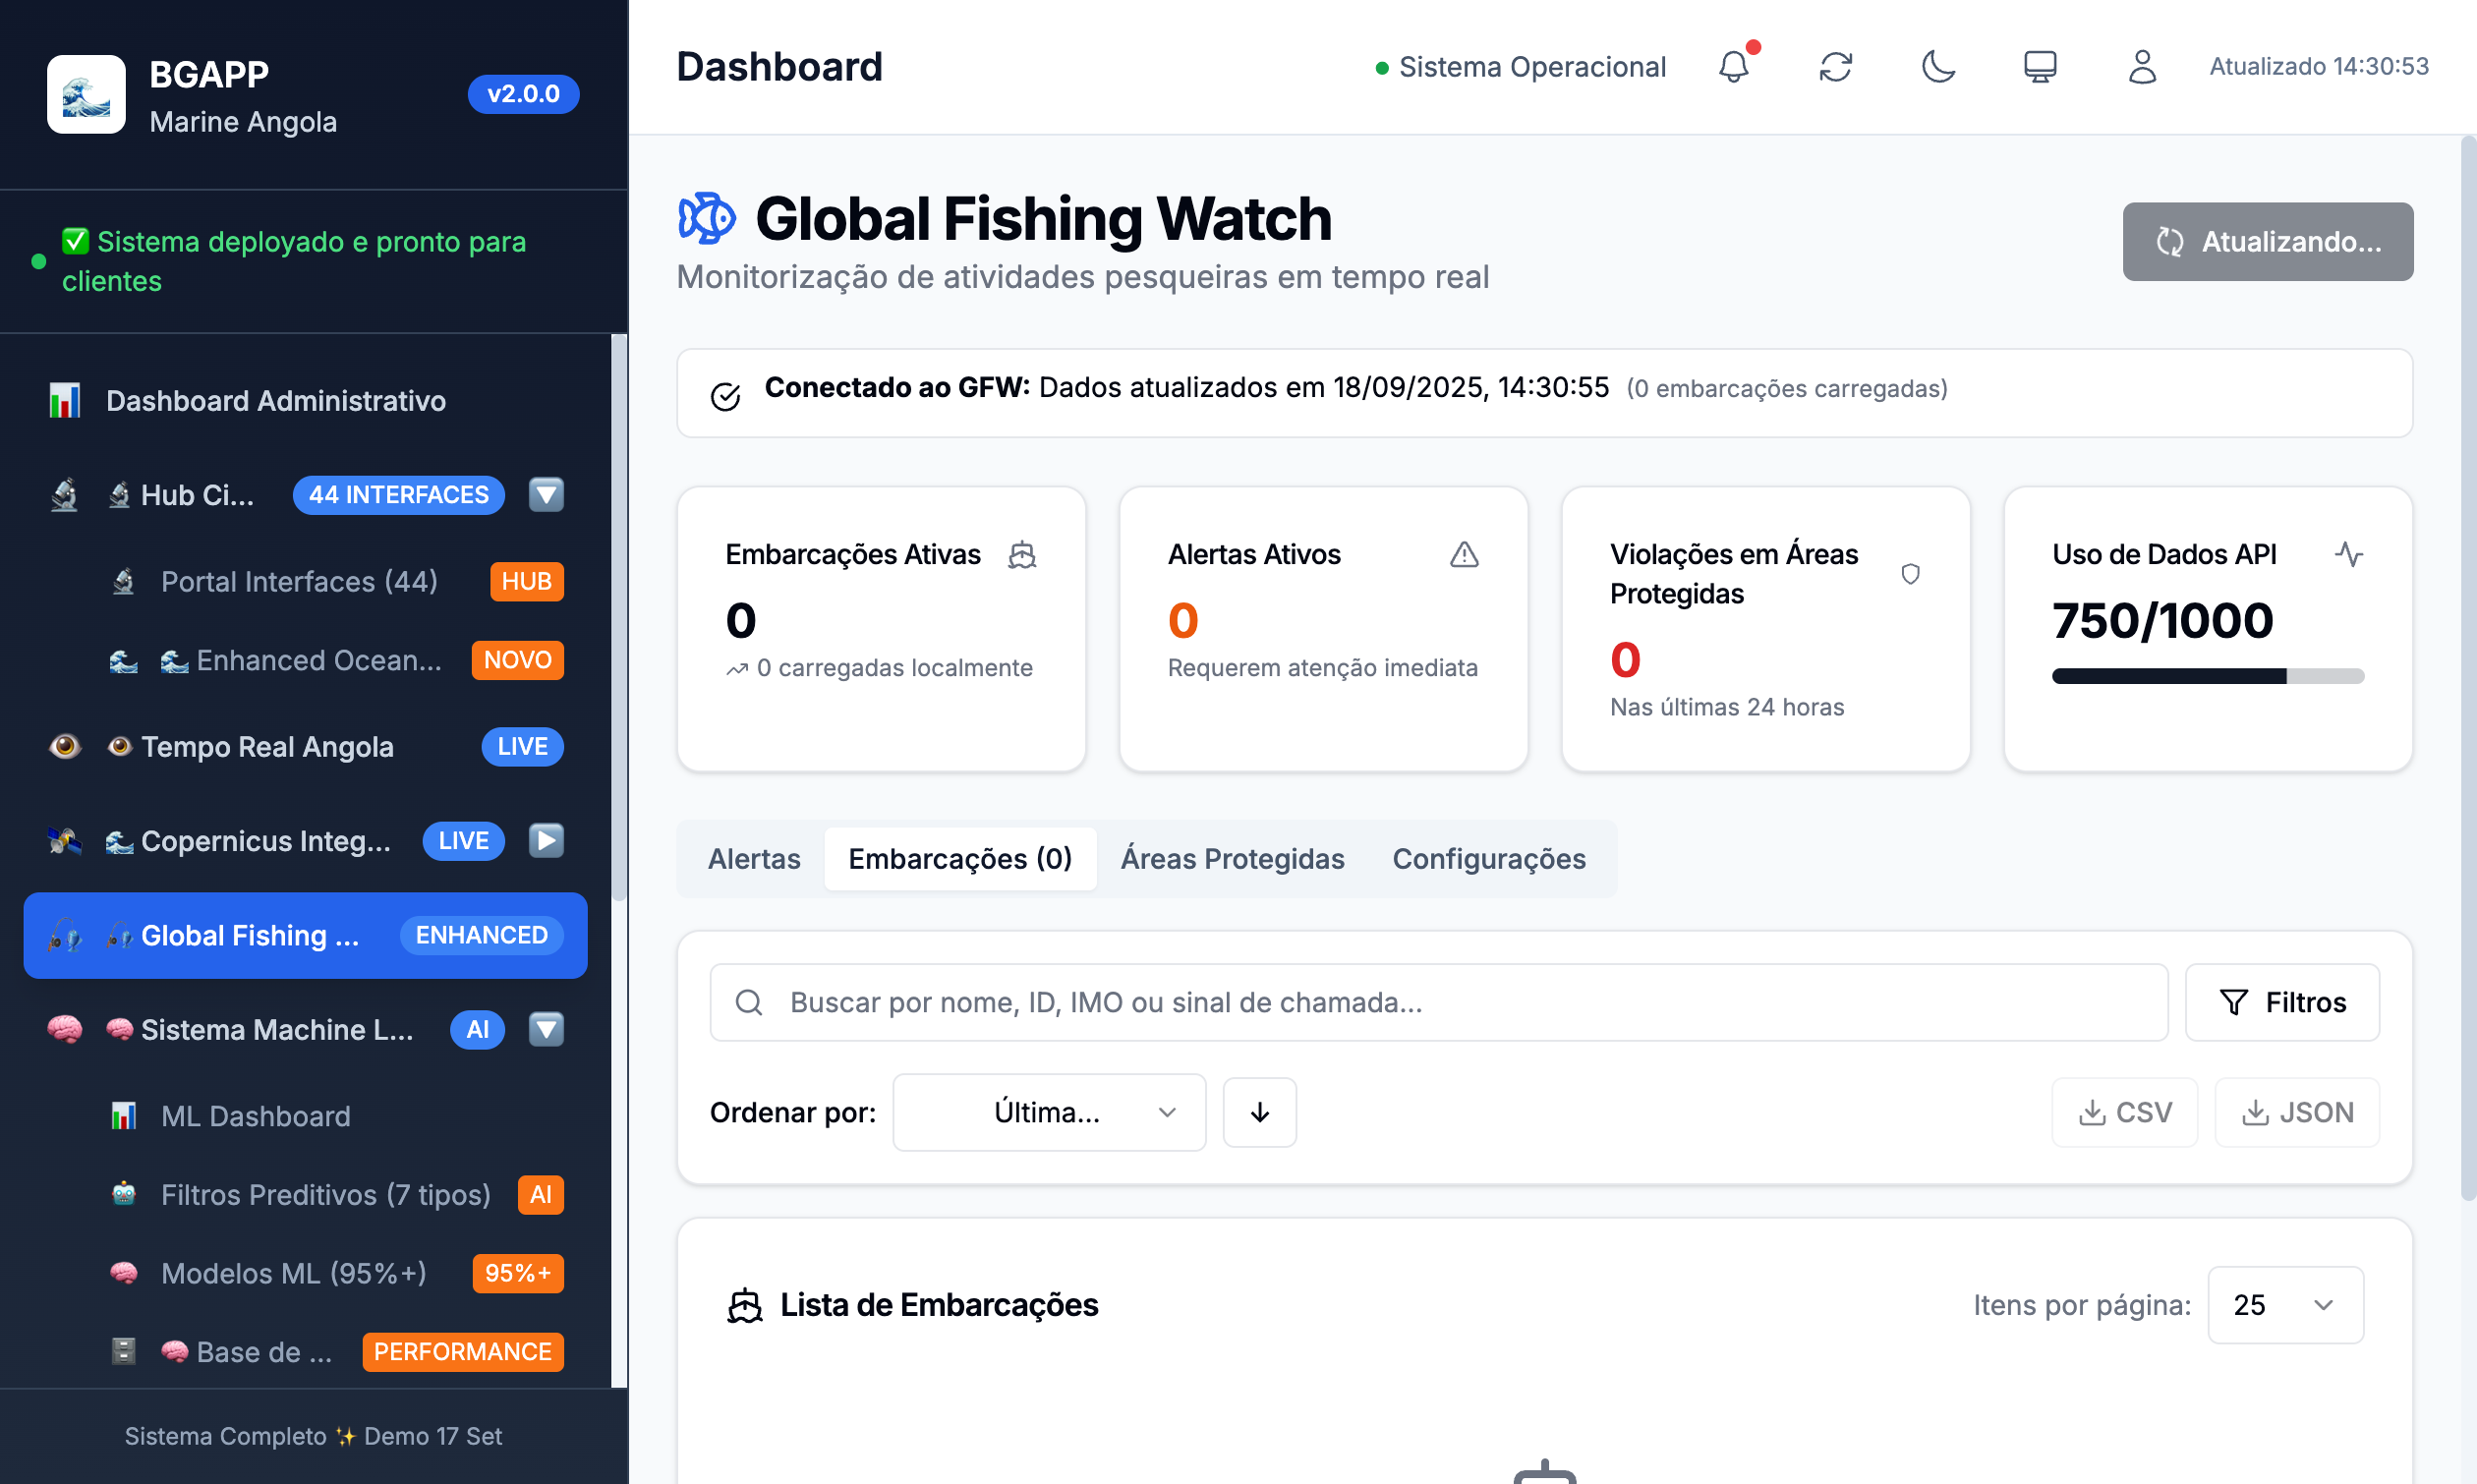 BGAPP
Marine Angola
v2.0.0
✅ Sistema deployado e pronto para
clientes
Dashboard Administrativo
Hub Ci...
44 INTERFACES
Portal Interfaces (44)
HUB
Enhanced Ocean...
NOVO
Tempo Real Angola
LIVE
Copernicus Integ...
LIVE
Global Fishing ...
ENHANCED
Sistema Machine L...
AI
ML Dashboard
Filtros Preditivos (7 tipos)
AI
Modelos ML (95%+)
95%+
Base de ...
PERFORMANCE
Sistema Completo ✨ Demo 17 Set
Dashboard
Sistema Operacional
Atualizado 14:30:53
Global Fishing Watch
Monitorização de atividades pesqueiras em tempo real
Atualizando...
Conectado ao GFW: Dados atualizados em 18/09/2025, 14:30:55 (0 embarcações carregadas)
Embarcações Ativas
0
0 carregadas localmente
Alertas Ativos
0
Requerem atenção imediata
Violações em Áreas
Protegidas
0
Nas últimas 24 horas
Uso de Dados API
750/1000
Alertas
Embarcações (0)
Áreas Protegidas
Configurações
Buscar por nome, ID, IMO ou sinal de chamada...
Filtros
Ordenar por:
Última...
CSV
JSON
Lista de Embarcações
Itens por página:
25